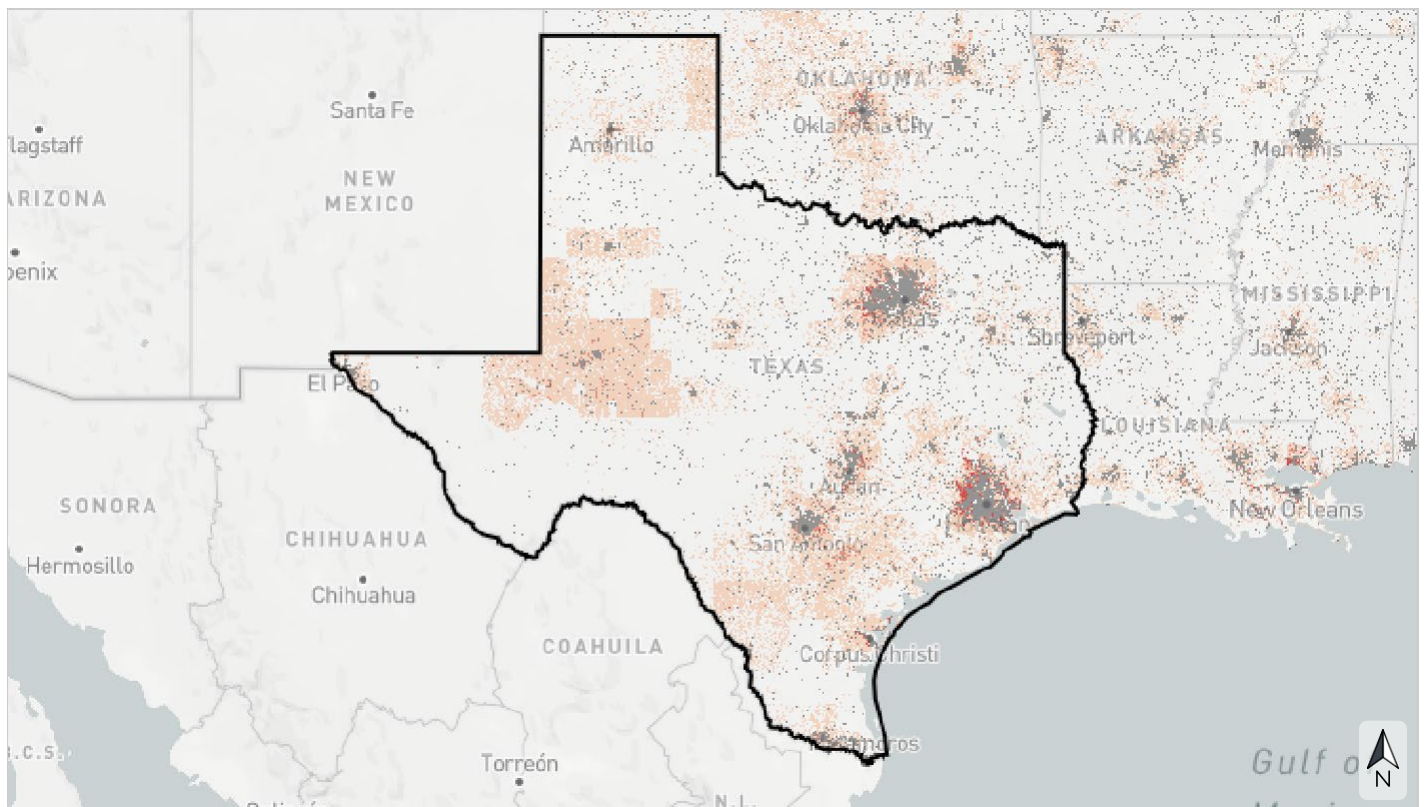 Santa Fe
OKLAHOMA
Oklahoma City
ARKANSAS
Memphis
lagstaff
Amarillo
ARIZONA
NEW
MEXICO
oenix
MISSISSIPPI
Shreveport
Jackson
El Paso
TEXAS
LOUISIANA
SONORA
Austin
New Orleans
CHIHUAHUA
San Antonio
Hermosillo
Chihuahua
COAHUILA
Corpus Christi
B.C.S.
Torreón
Gulf o
N
N.L.